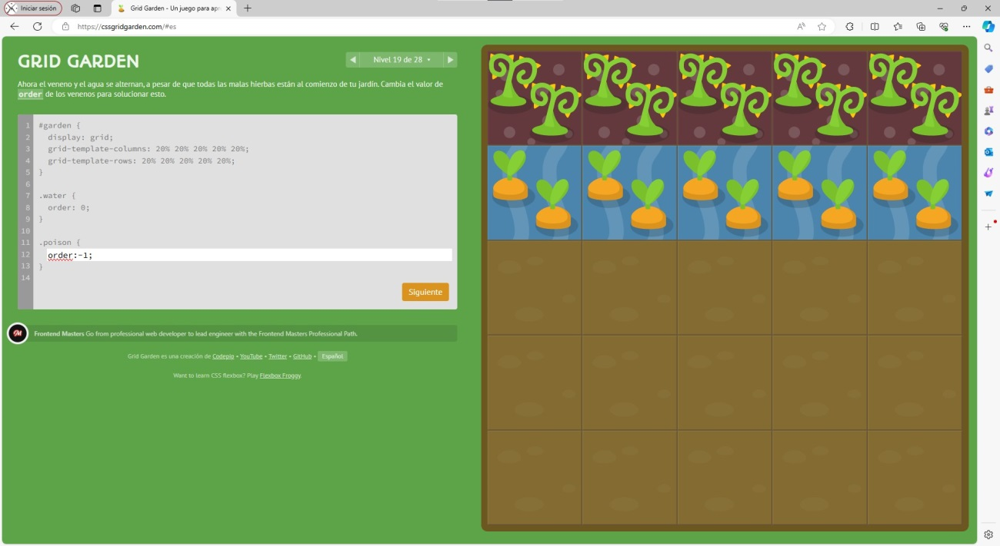 Iniciar sesión
Grid Garden - Un juego para apr
https://cssgridgarden.com/#es
GRID GARDEN
Nivel 19 de 28
Ahora el veneno y el agua se alternan, a pesar de que todas las malas hierbas están al comienzo de tu jardín. Cambia el valor de
order de los venenos para solucionar esto.
1 #garden {
2 display: grid;
3 grid-template-columns: 20% 20% 20% 20% 20%;
4 grid-template-rows: 20% 20% 20% 20% 20%;
5 }
6
7 .water {
8 order: 0;
9 }
10
11 .poison {
12 order:-1;
13 }
14
Siguiente
FM
Frontend Masters Go from professional web developer to lead engineer with the Frontend Masters Professional Path.
Grid Garden es una creación de Codepip • YouTube • Twitter • GitHub • Español
Want to learn CSS flexbox? Play Flexbox Froggy.